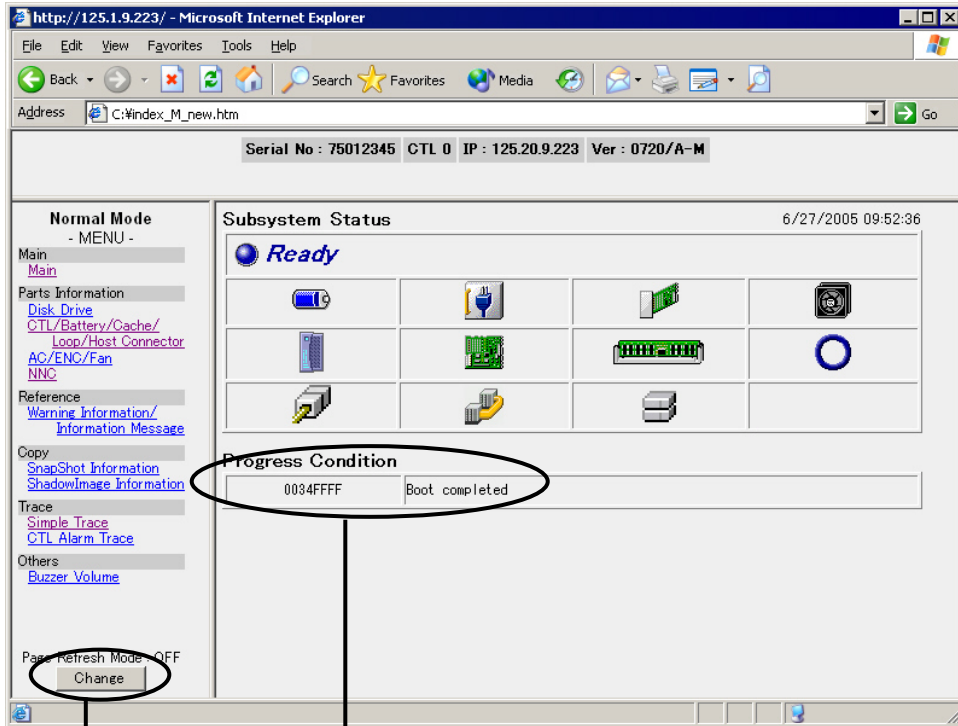 http://125.1.9.223/ - Microsoft Internet Explorer
File Edit View Favorites Tools Help
Back Search Favorites Media
Address C:¥index_M_new.htm Go
Serial No : 75012345 CTL 0 IP : 125.20.9.223 Ver : 0720/A-M
Normal Mode
- MENU -
Main
Main
Parts Information
Disk Drive
CTL/Battery/Cache/
Loop/Host Connector
AC/ENC/Fan
NNC
Reference
Warning Information/
Information Message
Copy
SnapShot Information
ShadowImage Information
Trace
Simple Trace
CTL Alarm Trace
Others
Buzzer Volume
Page Refresh Mode : OFF
Change
Subsystem Status 6/27/2005 09:52:36
Ready
Progress Condition
0034FFFF Boot completed